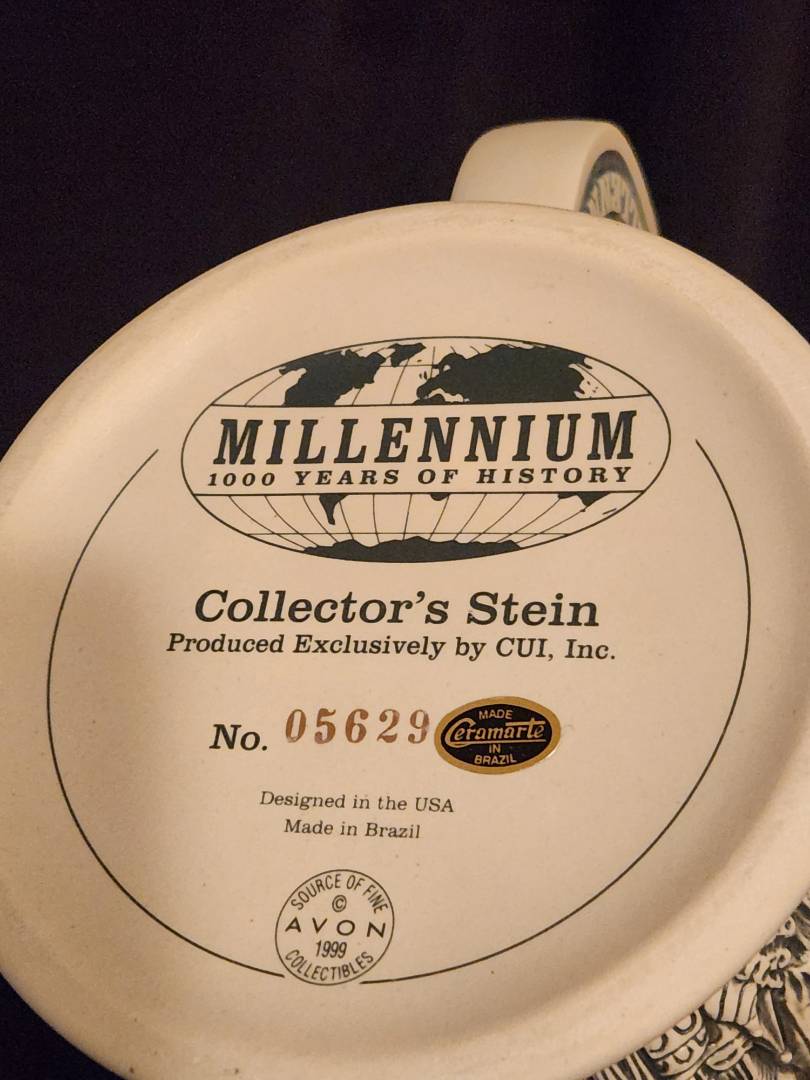 MILLENNIUM
1000 YEARS OF HISTORY
Collector's Stein
Produced Exclusively by CUI, Inc.
No. 05629
MADE
Ceramarte
IN
BRAZIL
Designed in the USA
Made in Brazil
SOURCE OF FINE
©
AVON
1999
COLLECTIBLES